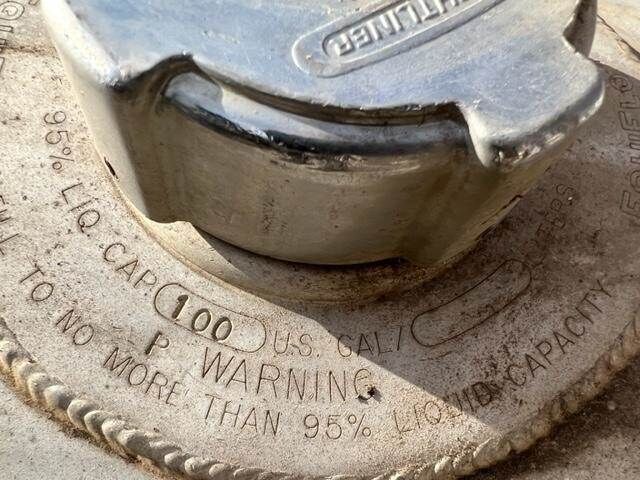 95% LIQ. CAP. 100 U.S. GAL/
P WARNING
FILL TO NO MORE THAN 95% LIQUID CAPACITY